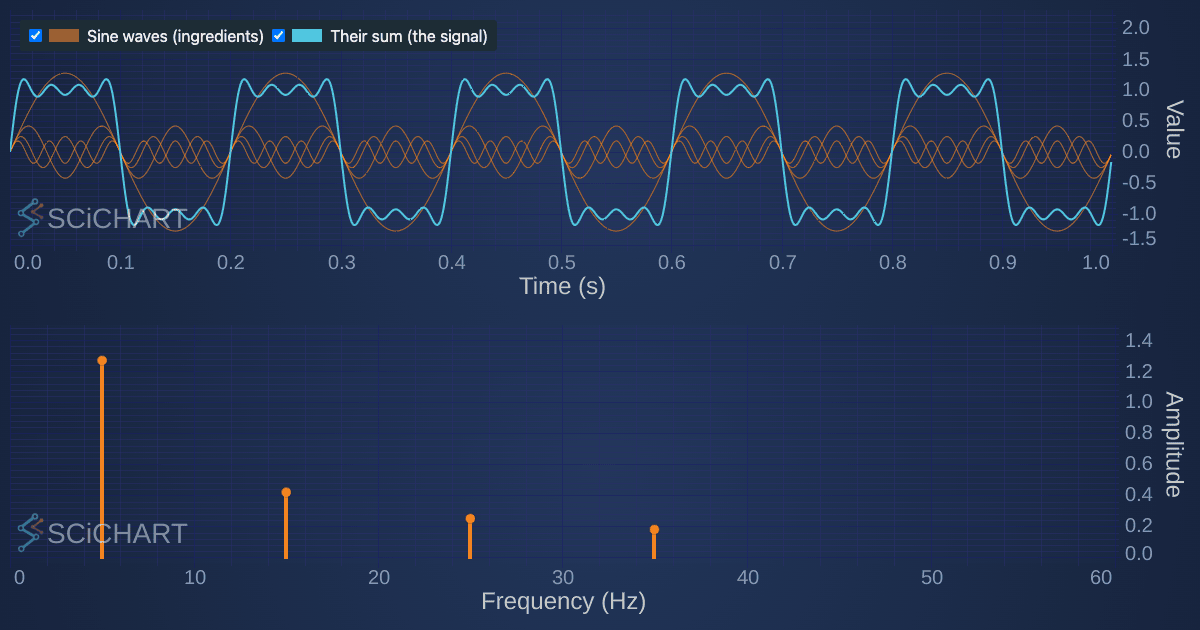 Sine waves (ingredients) Their sum (the signal)
2.0
1.5
1.0
0.5
0.0
-0.5
-1.0
-1.5
Value
SCiCHART
0.0 0.1 0.2 0.3 0.4 0.5 0.6 0.7 0.8 0.9 1.0
Time (s)
1.4
1.2
1.0
0.8
0.6
0.4
0.2
0.0
Amplitude
SCiCHART
0 10 20 30 40 50 60
Frequency (Hz)